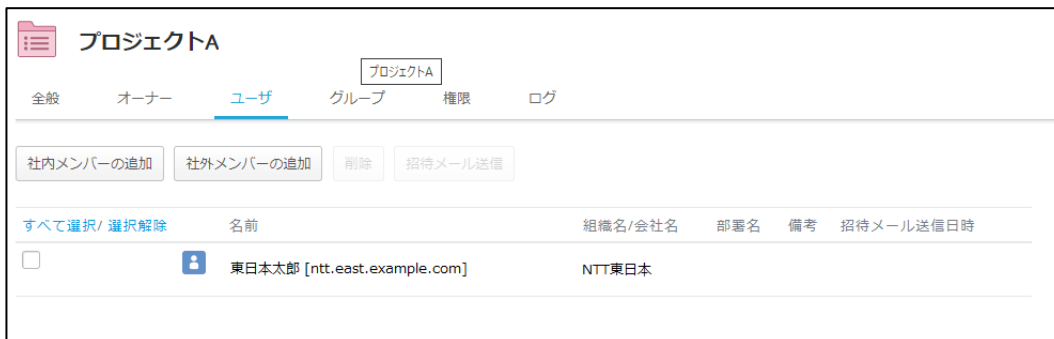 プロジェクトA
プロジェクトA
全般 オーナー ユーザ グループ 権限 ログ
社内メンバーの追加 社外メンバーの追加 削除 招待メール送信
すべて選択/ 選択解除 名前 組織名/会社名 部署名 備考 招待メール送信日時
東日本太郎 [ntt.east.example.com] NTT東日本